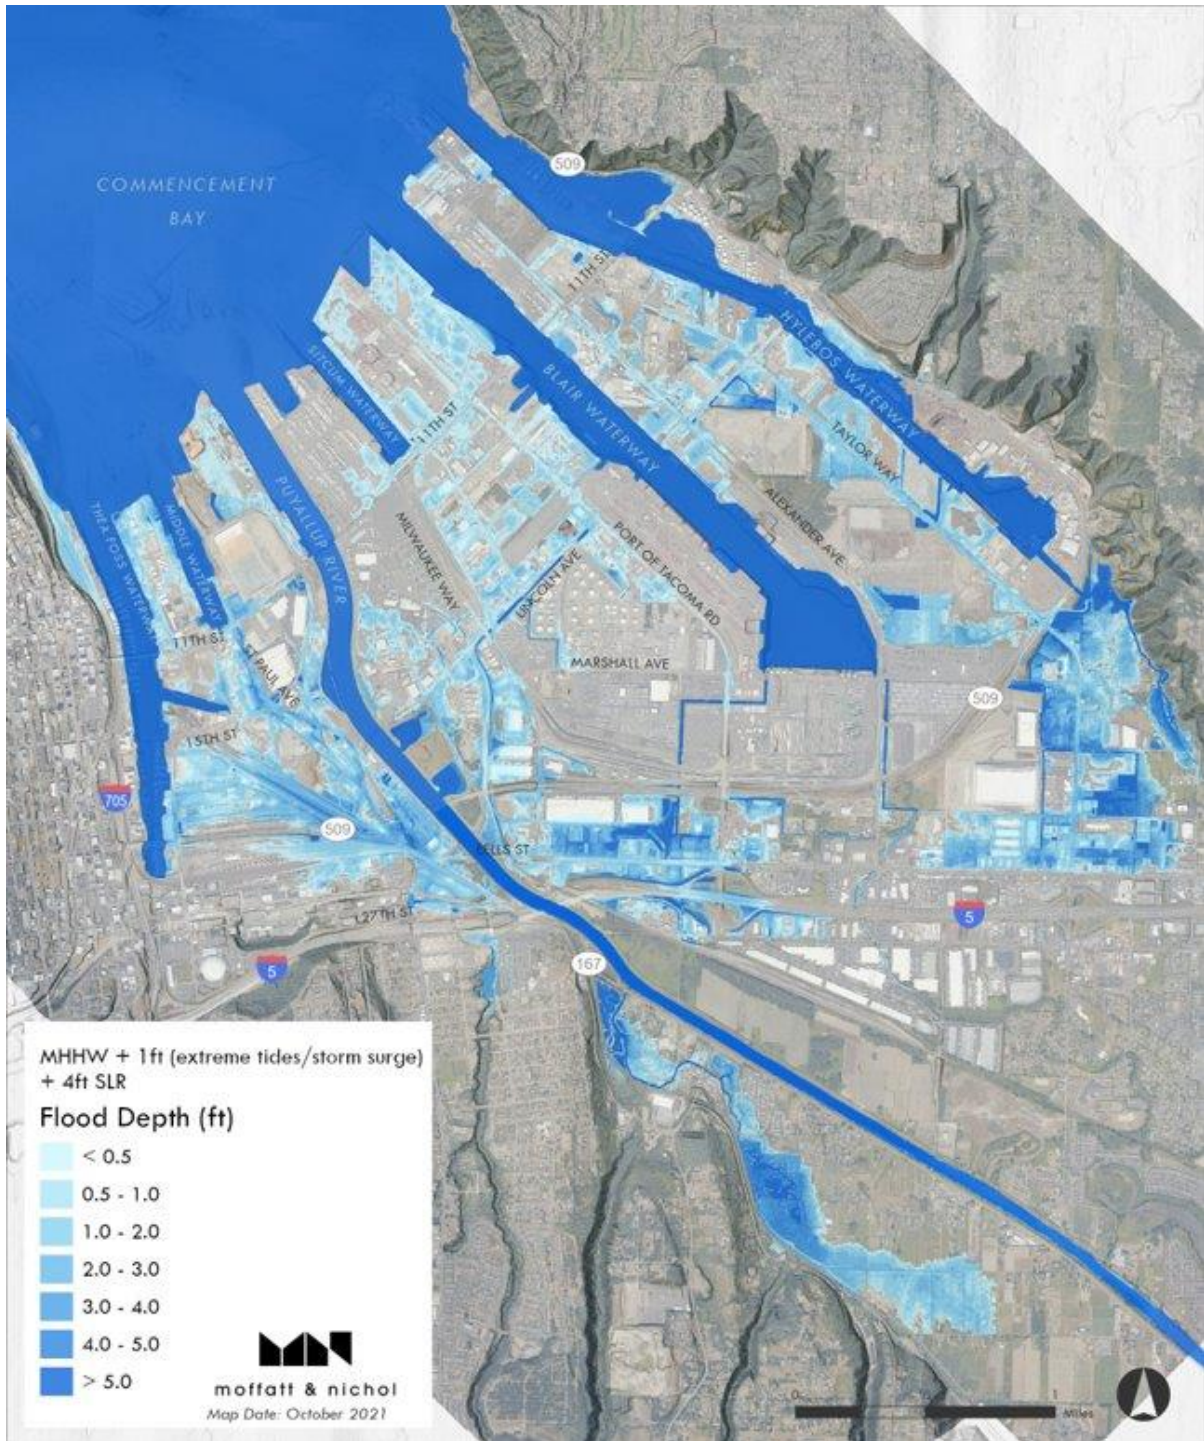 COMMENCEMENT
BAY
509
11TH ST
HYLEBOS WATERWAY
SITCUM WATERWAY
BLAIR WATERWAY
11TH ST
TAYLOR WAY
PUYALLUP RIVER
THEA FOSS WATERWAY
MIDDLE WATERWAY
MILWAUKEE WAY
ALEXANDER AVE
LINCOLN AVE
PORT OF TACOMA RD
11TH ST
ST PAUL AVE
MARSHALL AVE
509
15TH ST
705
509
5
167
5
MHHW + 1ft (extreme tides/storm surge)
+ 4ft SLR
Flood Depth (ft)
< 0.5
0.5 - 1.0
1.0 - 2.0
2.0 - 3.0
3.0 - 4.0
4.0 - 5.0
> 5.0
moffatt & nichol
Map Date: October 2021
0
1
Miles